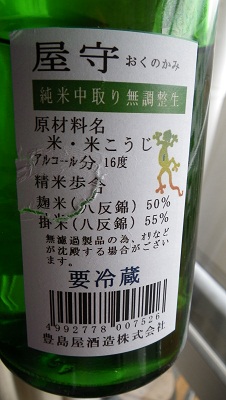 屋守 おくのかみ
純米中取り無調整生
原材料名
米・米こうじ
アルコール分 16度
精米歩合
麹米(八反錦) 50%
掛米(八反錦) 55%
無濾過製品の為、オリなど
が沈殿する場合がござい
ます。
要冷蔵
4992778 007526
豊島屋酒造株式会社